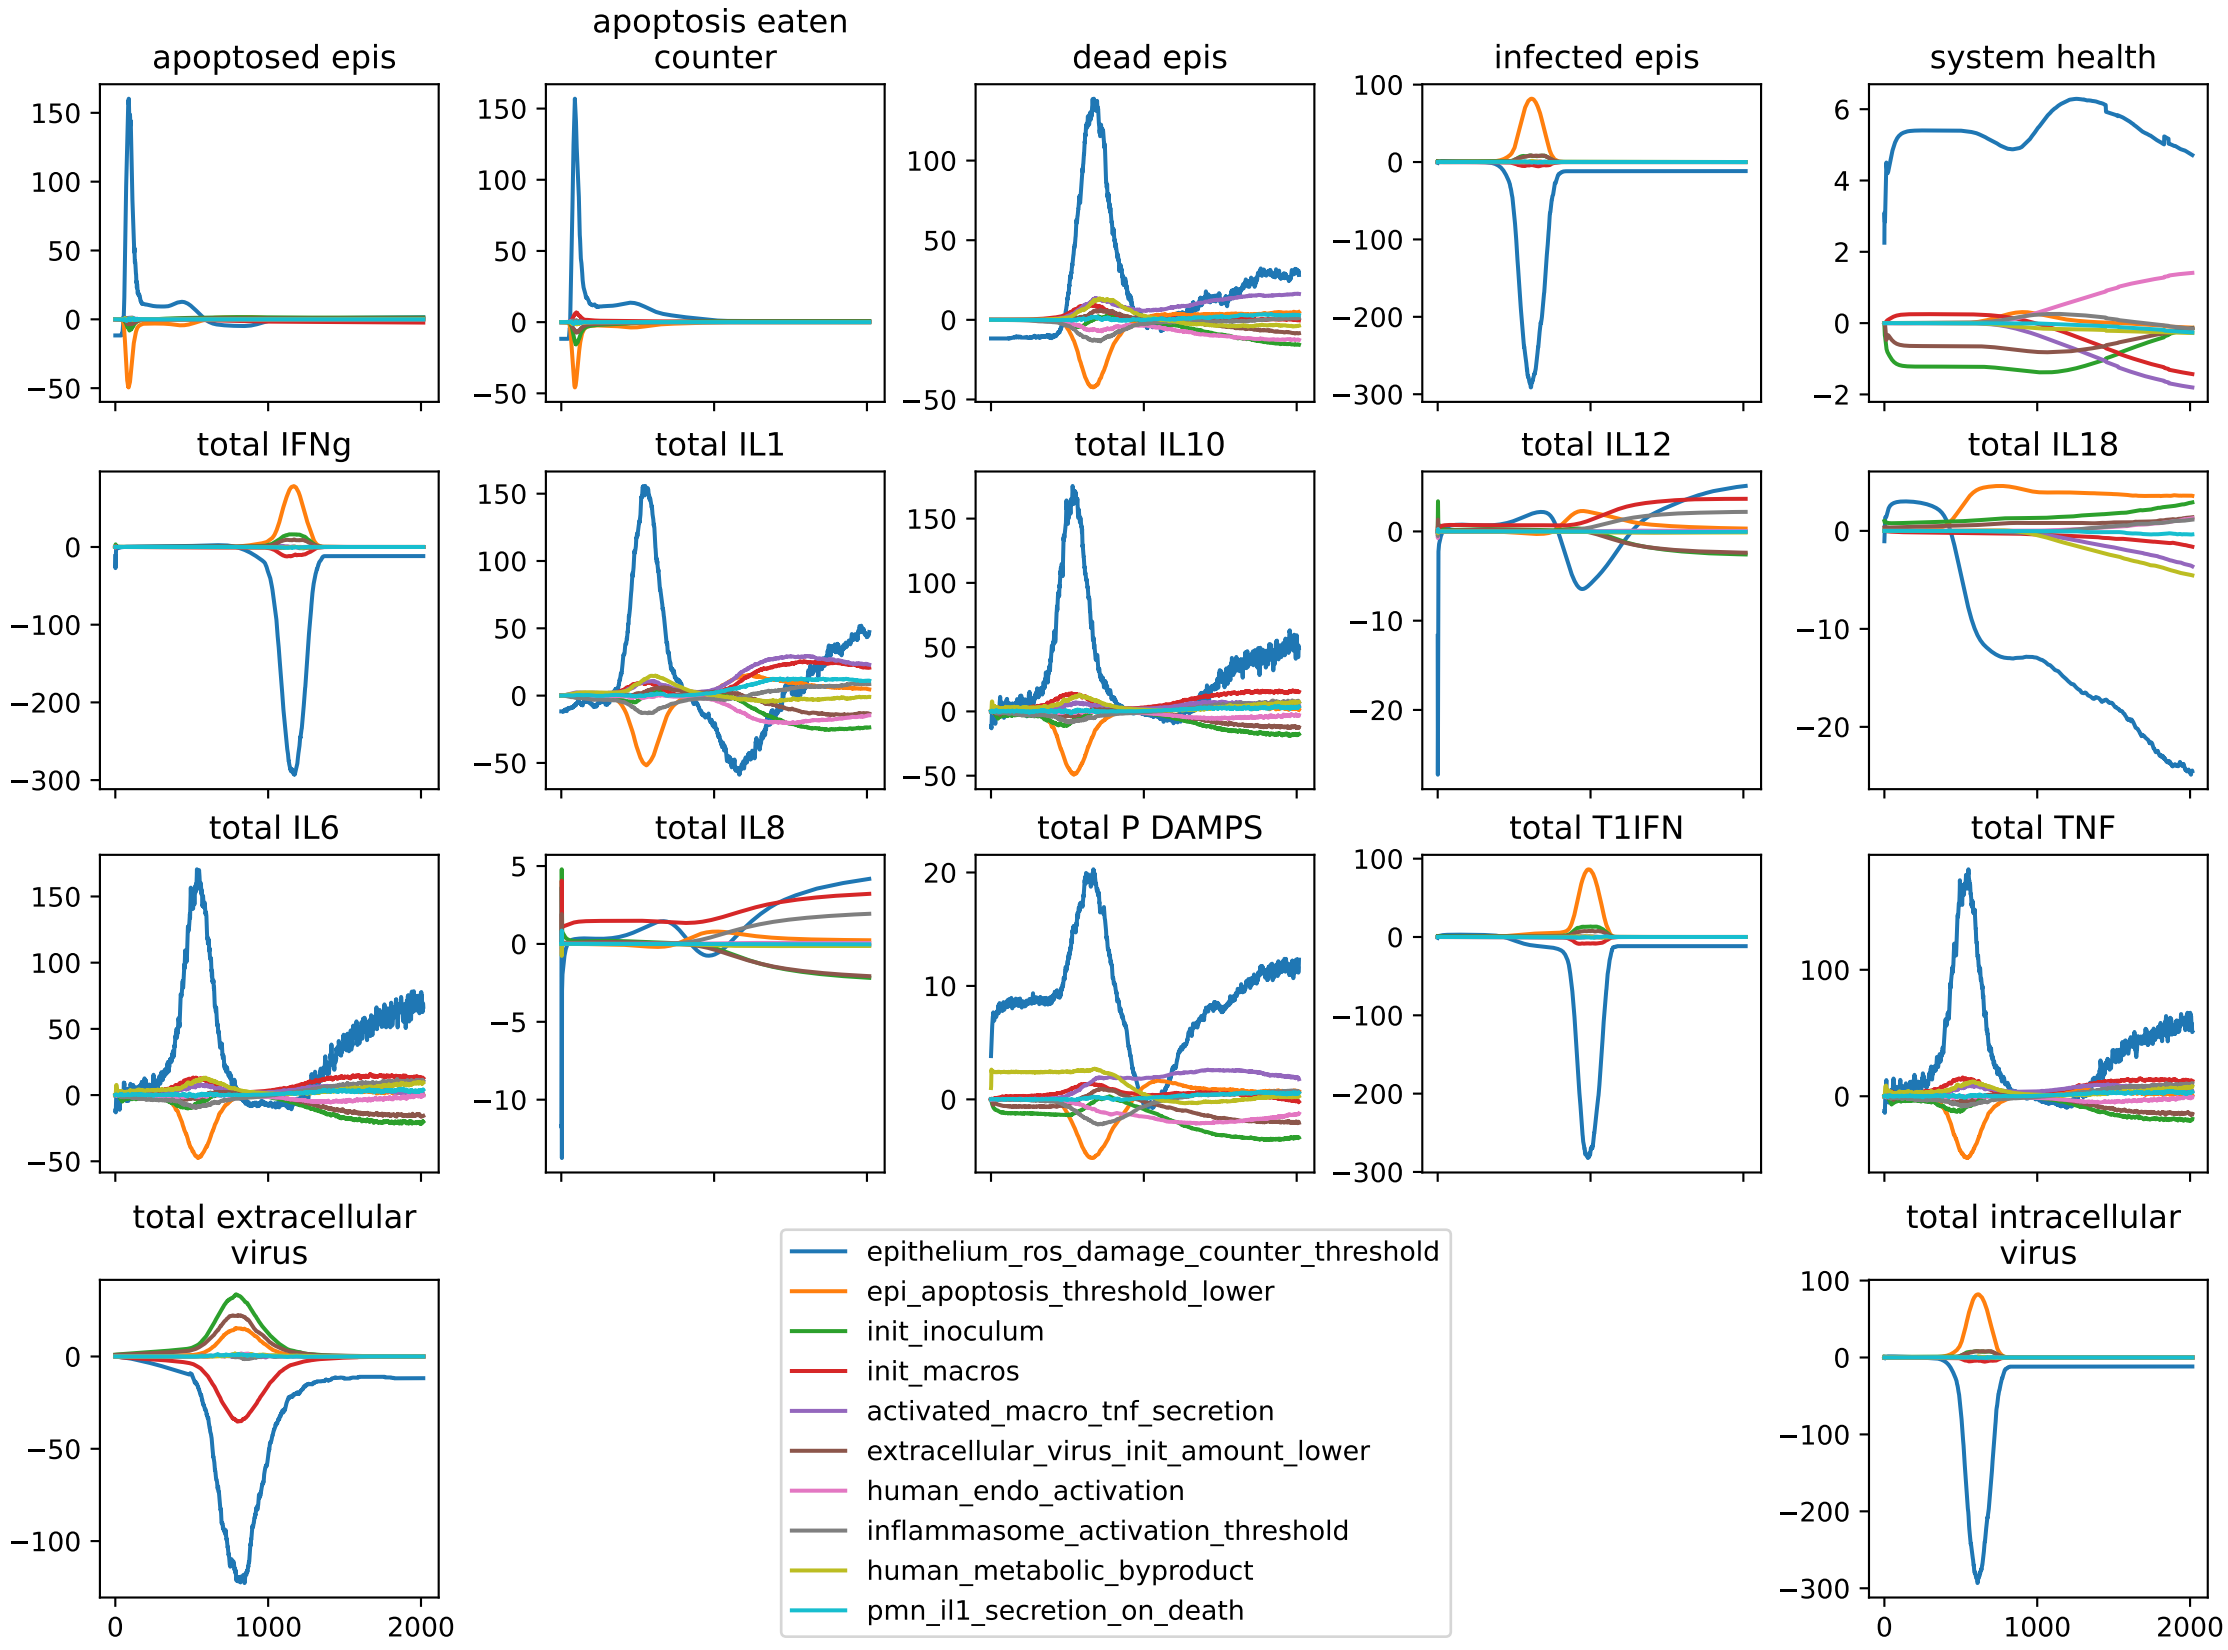 apoptosed epis
apoptosis eaten
counter
dead epis
infected epis
system health
150
100
50
0
−50
150
100
50
0
−50
100
50
0
−50
100
0
−100
−200
−300
6
4
2
0
−2
total IFNg
total IL1
total IL10
total IL12
total IL18
0
−100
−200
−300
150
100
50
0
−50
150
100
50
0
−50
0
−10
−20
0
−10
−20
total IL6
total IL8
total P DAMPS
total T1IFN
total TNF
150
100
50
0
−50
5
0
−5
−10
20
10
0
100
0
−100
−200
−300
100
0
total extracellular
virus
0
−50
−100
0 1000 2000
epithelium_ros_damage_counter_threshold
epi_apoptosis_threshold_lower
init_inoculum
init_macros
activated_macro_tnf_secretion
extracellular_virus_init_amount_lower
human_endo_activation
inflammasome_activation_threshold
human_metabolic_byproduct
pmn_il1_secretion_on_death
total intracellular
virus
100
0
−100
−200
−300
0 1000 2000